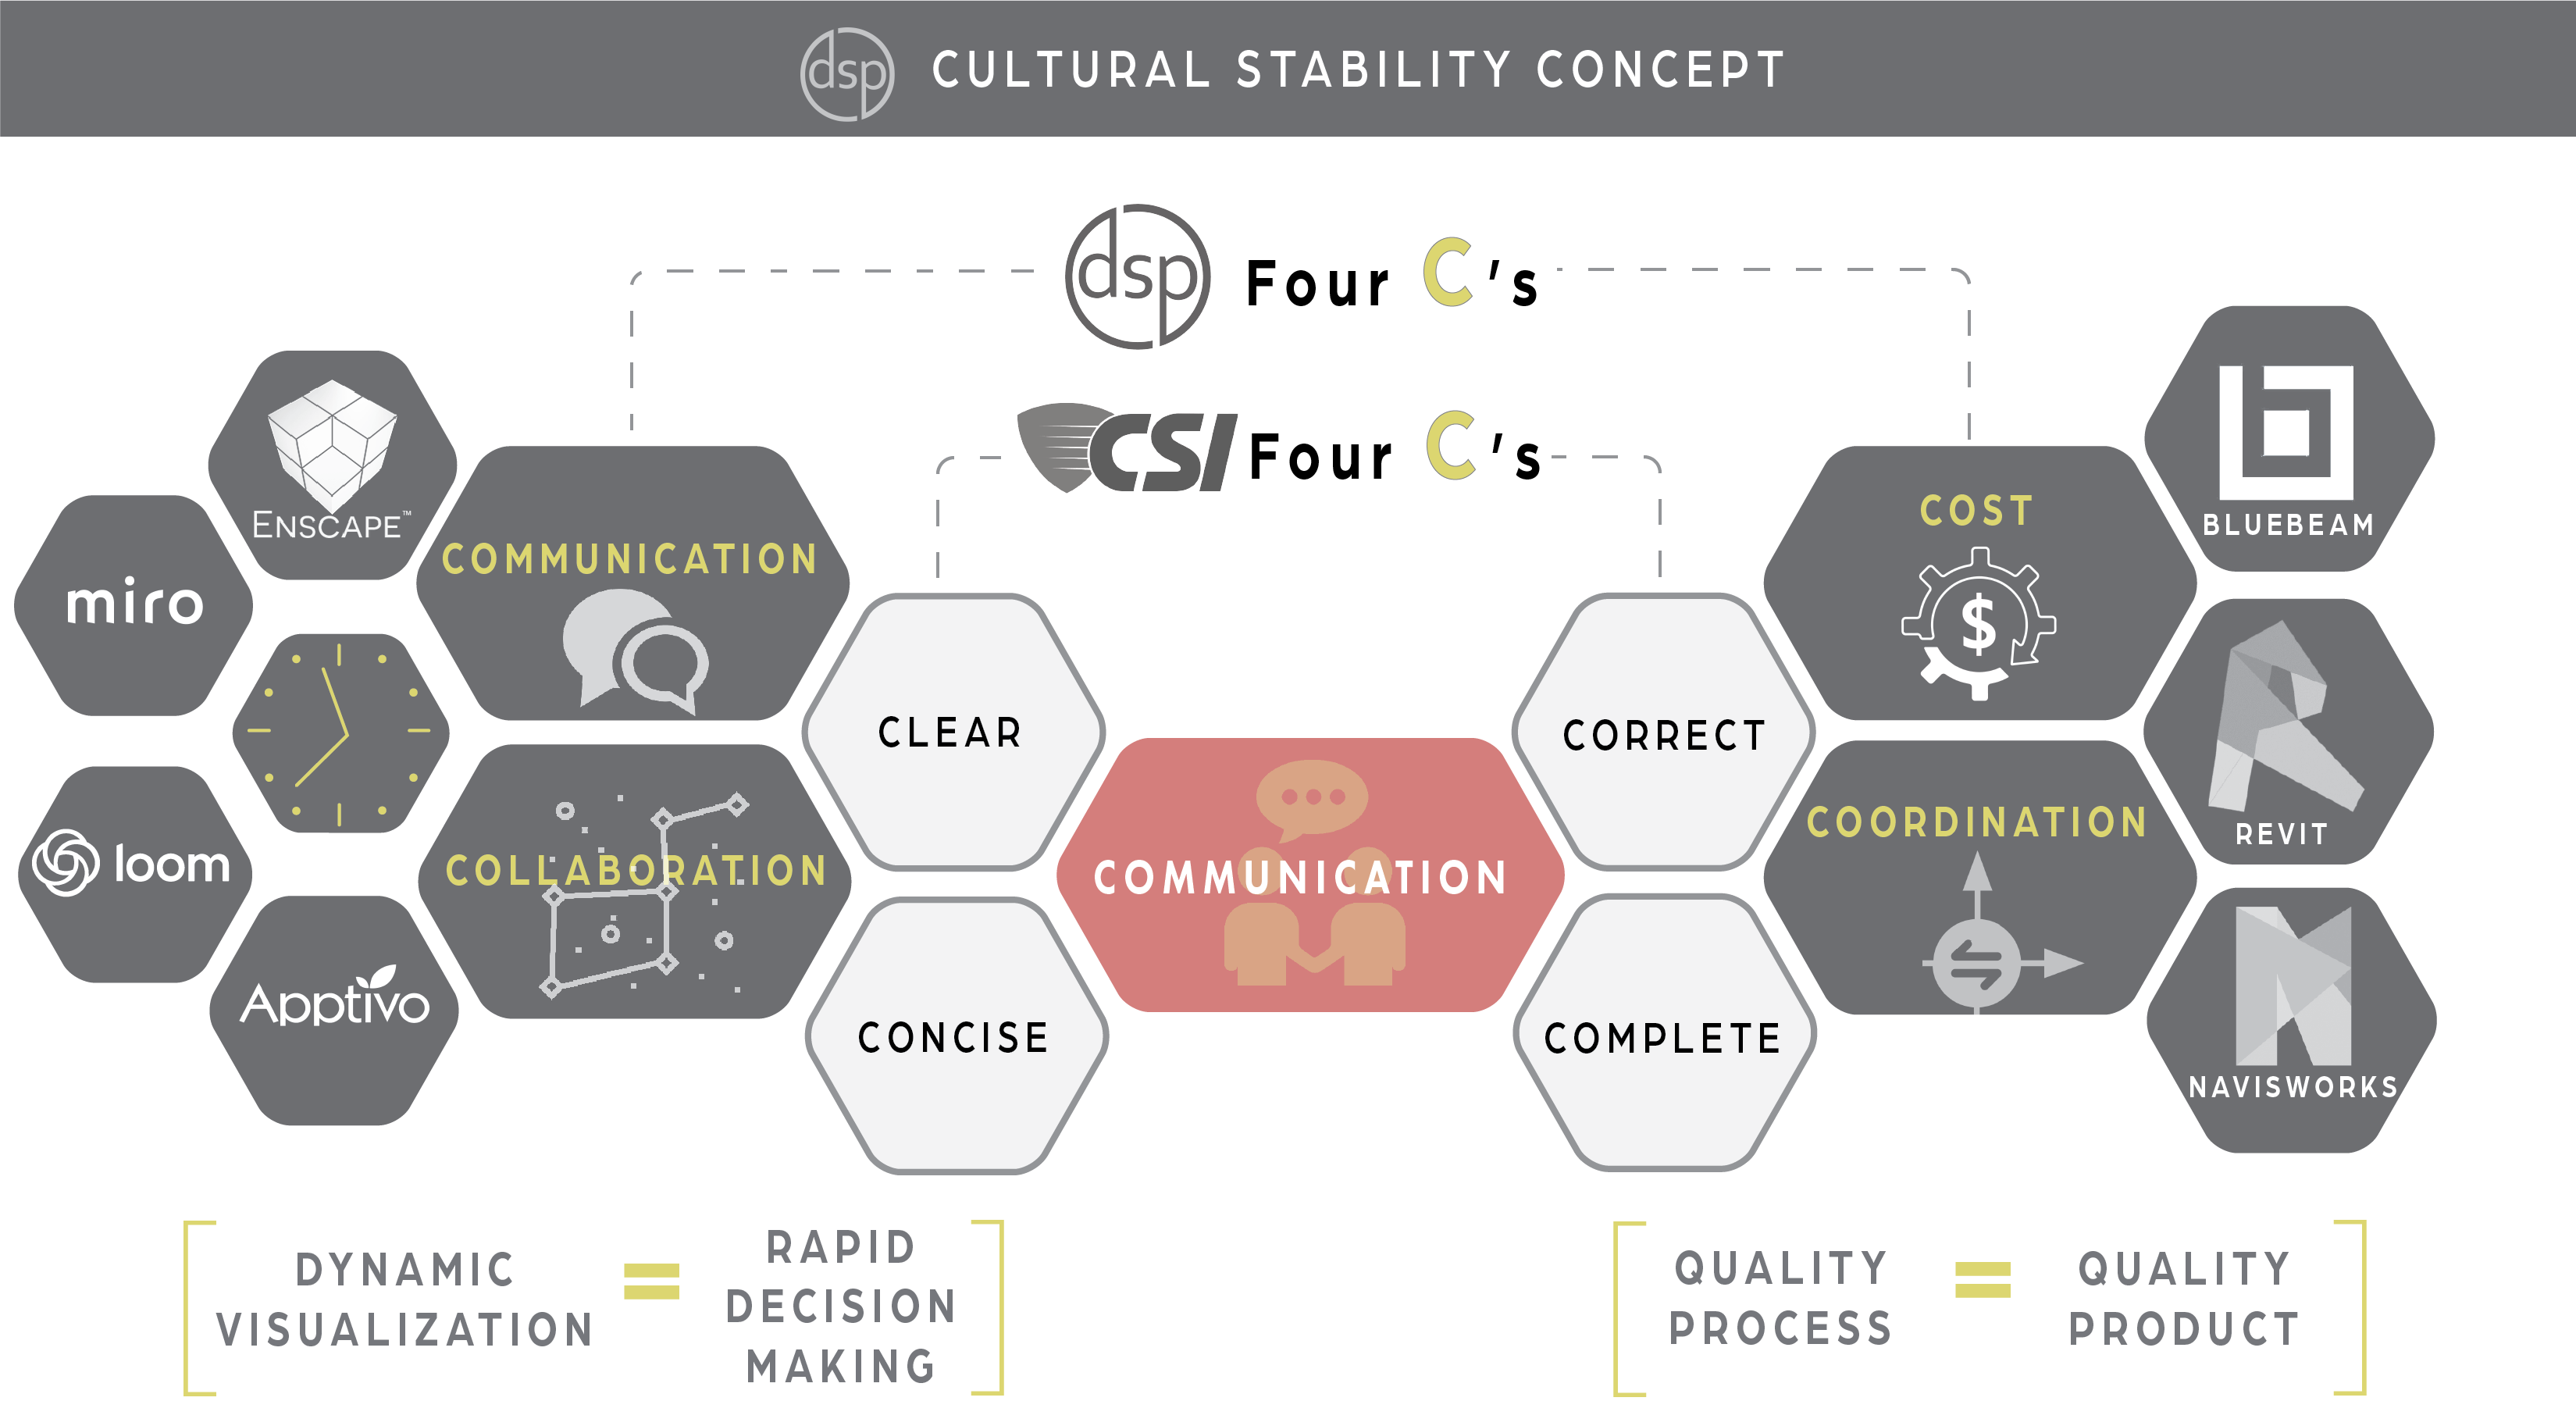 dsp CULTURAL STABILITY CONCEPT
dsp Four C's
CSI Four C's
ENSCAPE™
miro
loom
Apptivo
COMMUNICATION
COLLABORATION
CLEAR
CONCISE
COMMUNICATION
CORRECT
COMPLETE
COST
$
COORDINATION
b
BLUEBEAM
REVIT
NAVISWORKS
DYNAMIC
VISUALIZATION
=
RAPID
DECISION
MAKING
QUALITY
PROCESS
=
QUALITY
PRODUCT